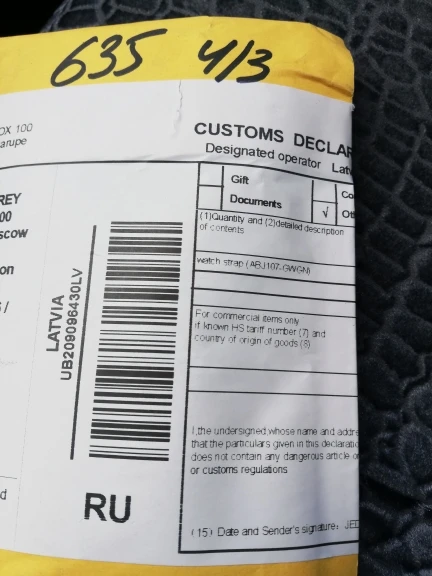 635 4/3
OX 100
arupe
CUSTOMS DECLAR
Designated operator Latv
Gift
Co
Documents
√
Ot
(1)Quantity and (2)detailed description
of contents
watch strap (ABJ107-GWGN)
For commercial items only
if known HS tariff number (7) and
country of origin of goods (8)
I,the undersigned,whose name and addre
that the particulars given in this declaratio
does not contain any dangerous article o
or customs regulations
(15) Date and Sender's signature: JED
REY
00
scow
on
/
d
LATVIA
UB209096430LV
RU